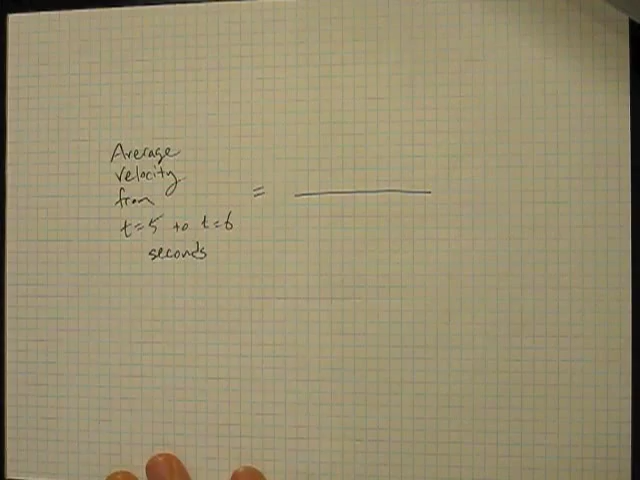 Average
velocity
from
t=5 to t=6
seconds
=